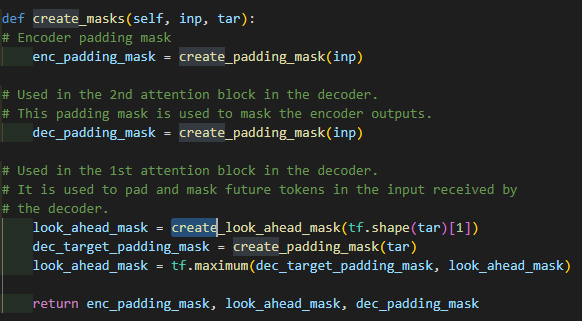 def create_masks(self, inp, tar):
# Encoder padding mask
    enc_padding_mask = create_padding_mask(inp)

# Used in the 2nd attention block in the decoder.
# This padding mask is used to mask the encoder outputs.
    dec_padding_mask = create_padding_mask(inp)

# Used in the 1st attention block in the decoder.
# It is used to pad and mask future tokens in the input received by
# the decoder.
    look_ahead_mask = create_look_ahead_mask(tf.shape(tar)[1])
    dec_target_padding_mask = create_padding_mask(tar)
    look_ahead_mask = tf.maximum(dec_target_padding_mask, look_ahead_mask)

    return enc_padding_mask, look_ahead_mask, dec_padding_mask